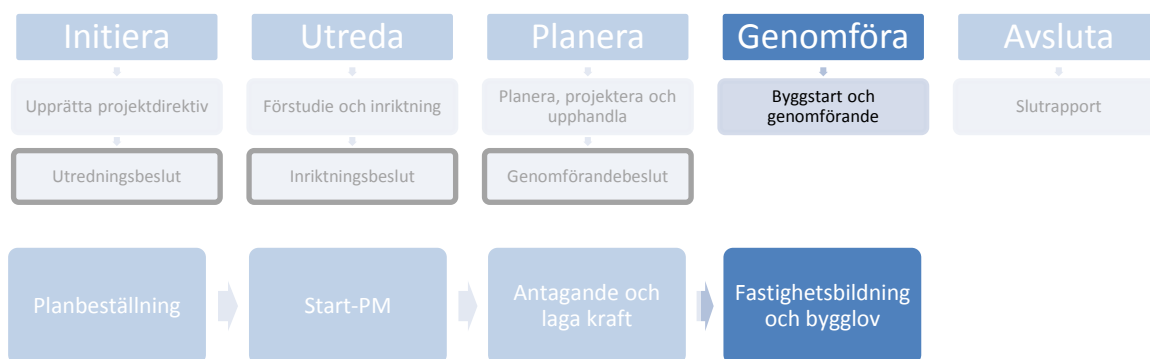 Initiera
Utreda
Planera
Genomföra
Avsluta
Upprätta projektdirektiv
Förstudie och inriktning
Planera, projektera och
upphandla
Byggstart och
genomförande
Slutrapport
Utredningsbeslut
Inriktningsbeslut
Genomförandebeslut
Planbeställning
Start-PM
Antagande och
laga kraft
Fastighetsbildning
och bygglov